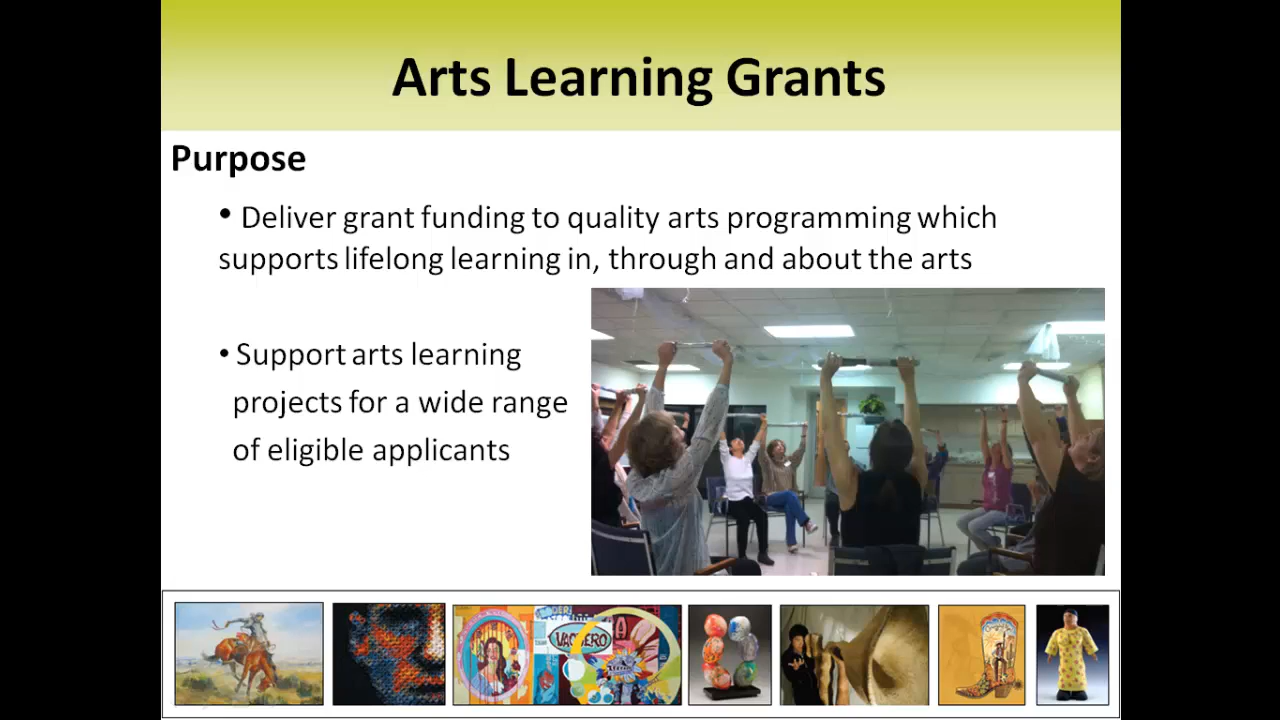 Arts Learning Grants
Purpose
• Deliver grant funding to quality arts programming which
supports lifelong learning in, through and about the arts
• Support arts learning
projects for a wide range
of eligible applicants
VAQUERO